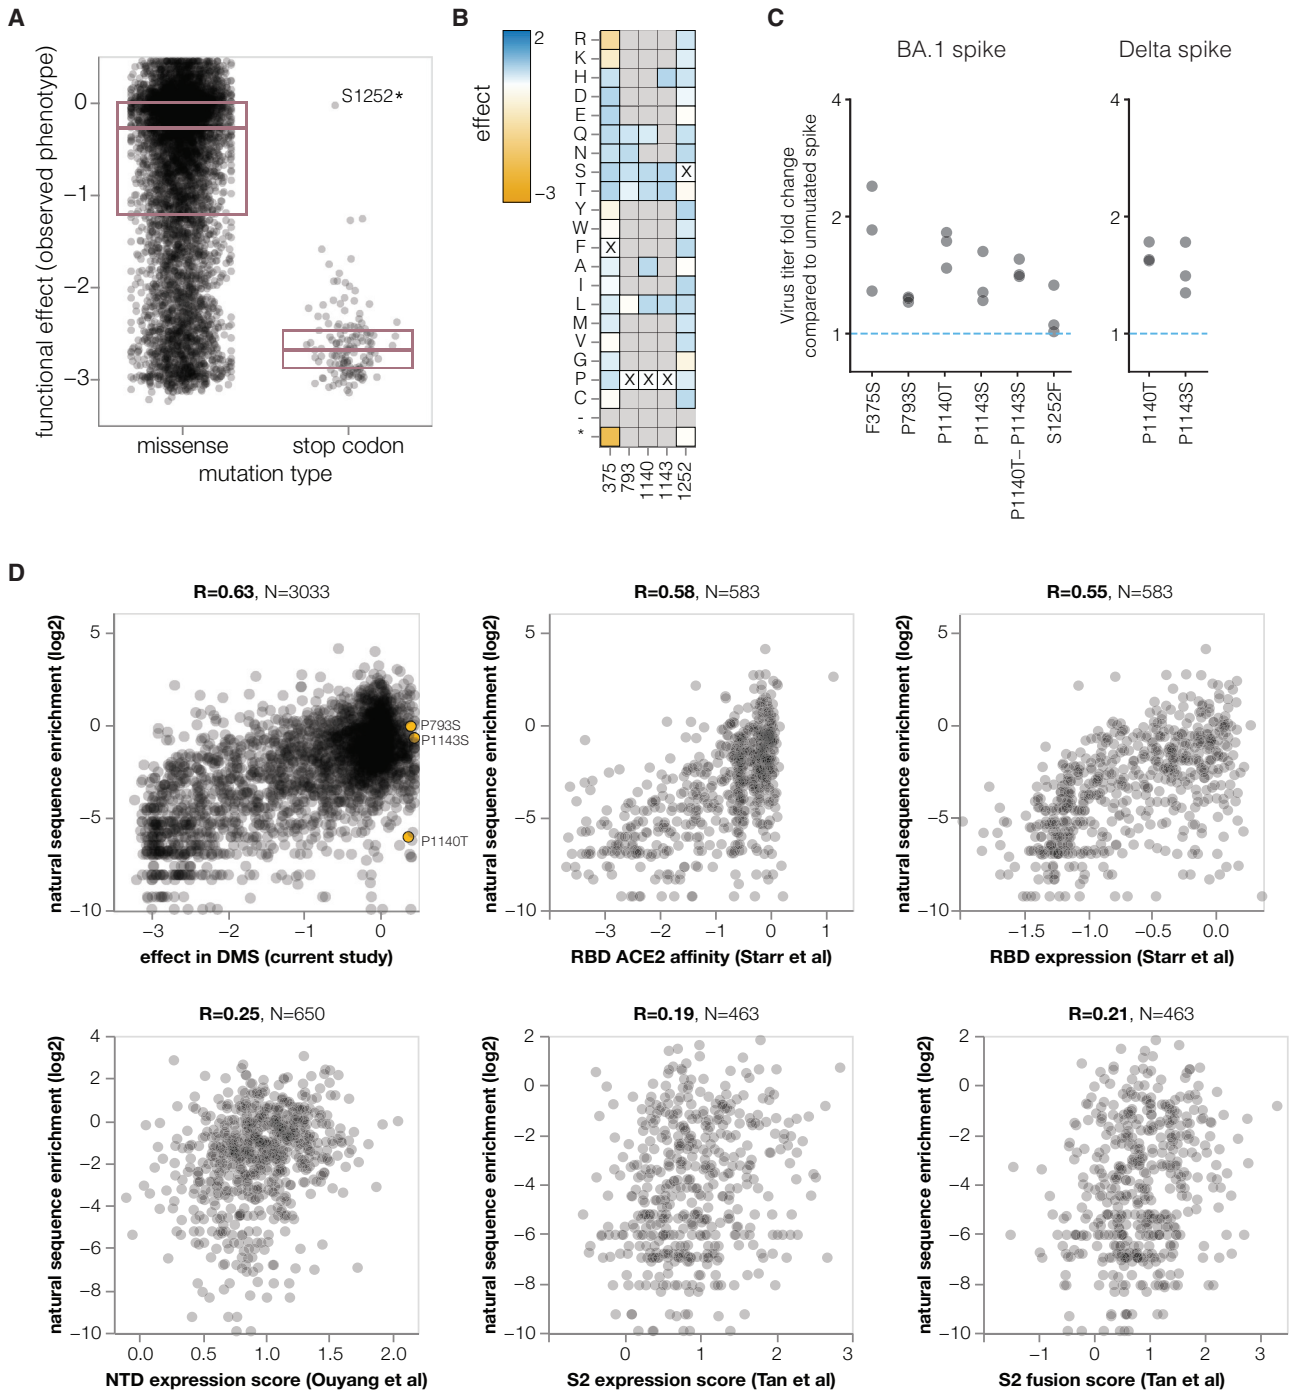 A
functional effect (observed phenotype)
0
−1
−2
−3
S1252*
missense
stop codon
mutation type
B
effect
2
−3
R
K
H
D
E
Q
N
S
T
Y
W
F
A
I
L
M
V
G
P
C
-
*
X
X
X X X
375
793
1140
1143
1252
C
BA.1 spike
Delta spike
Virus titer fold change
compared to unmutated spike
4
2
1
4
2
1
F375S
P793S
P1140T
P1143S
P1140T– P1143S
S1252F
P1140T
P1143S
D
R=0.63, N=3033
natural sequence enrichment (log2)
5
0
−5
−10
P793S
P1143S
P1140T
−3 −2 −1 0
effect in DMS (current study)
R=0.58, N=583
natural sequence enrichment (log2)
5
0
−5
−10
−3 −2 −1 0 1
RBD ACE2 affinity (Starr et al)
R=0.55, N=583
natural sequence enrichment (log2)
5
0
−5
−10
−1.5 −1.0 −0.5 0.0
RBD expression (Starr et al)
R=0.25, N=650
natural sequence enrichment (log2)
4
2
0
−2
−4
−6
−8
−10
0.0 0.5 1.0 1.5 2.0
NTD expression score (Ouyang et al)
R=0.19, N=463
natural sequence enrichment (log2)
2
0
−2
−4
−6
−8
−10
0 1 2 3
S2 expression score (Tan et al)
R=0.21, N=463
natural sequence enrichment (log2)
2
0
−2
−4
−6
−8
−10
−1 0 1 2 3
S2 fusion score (Tan et al)